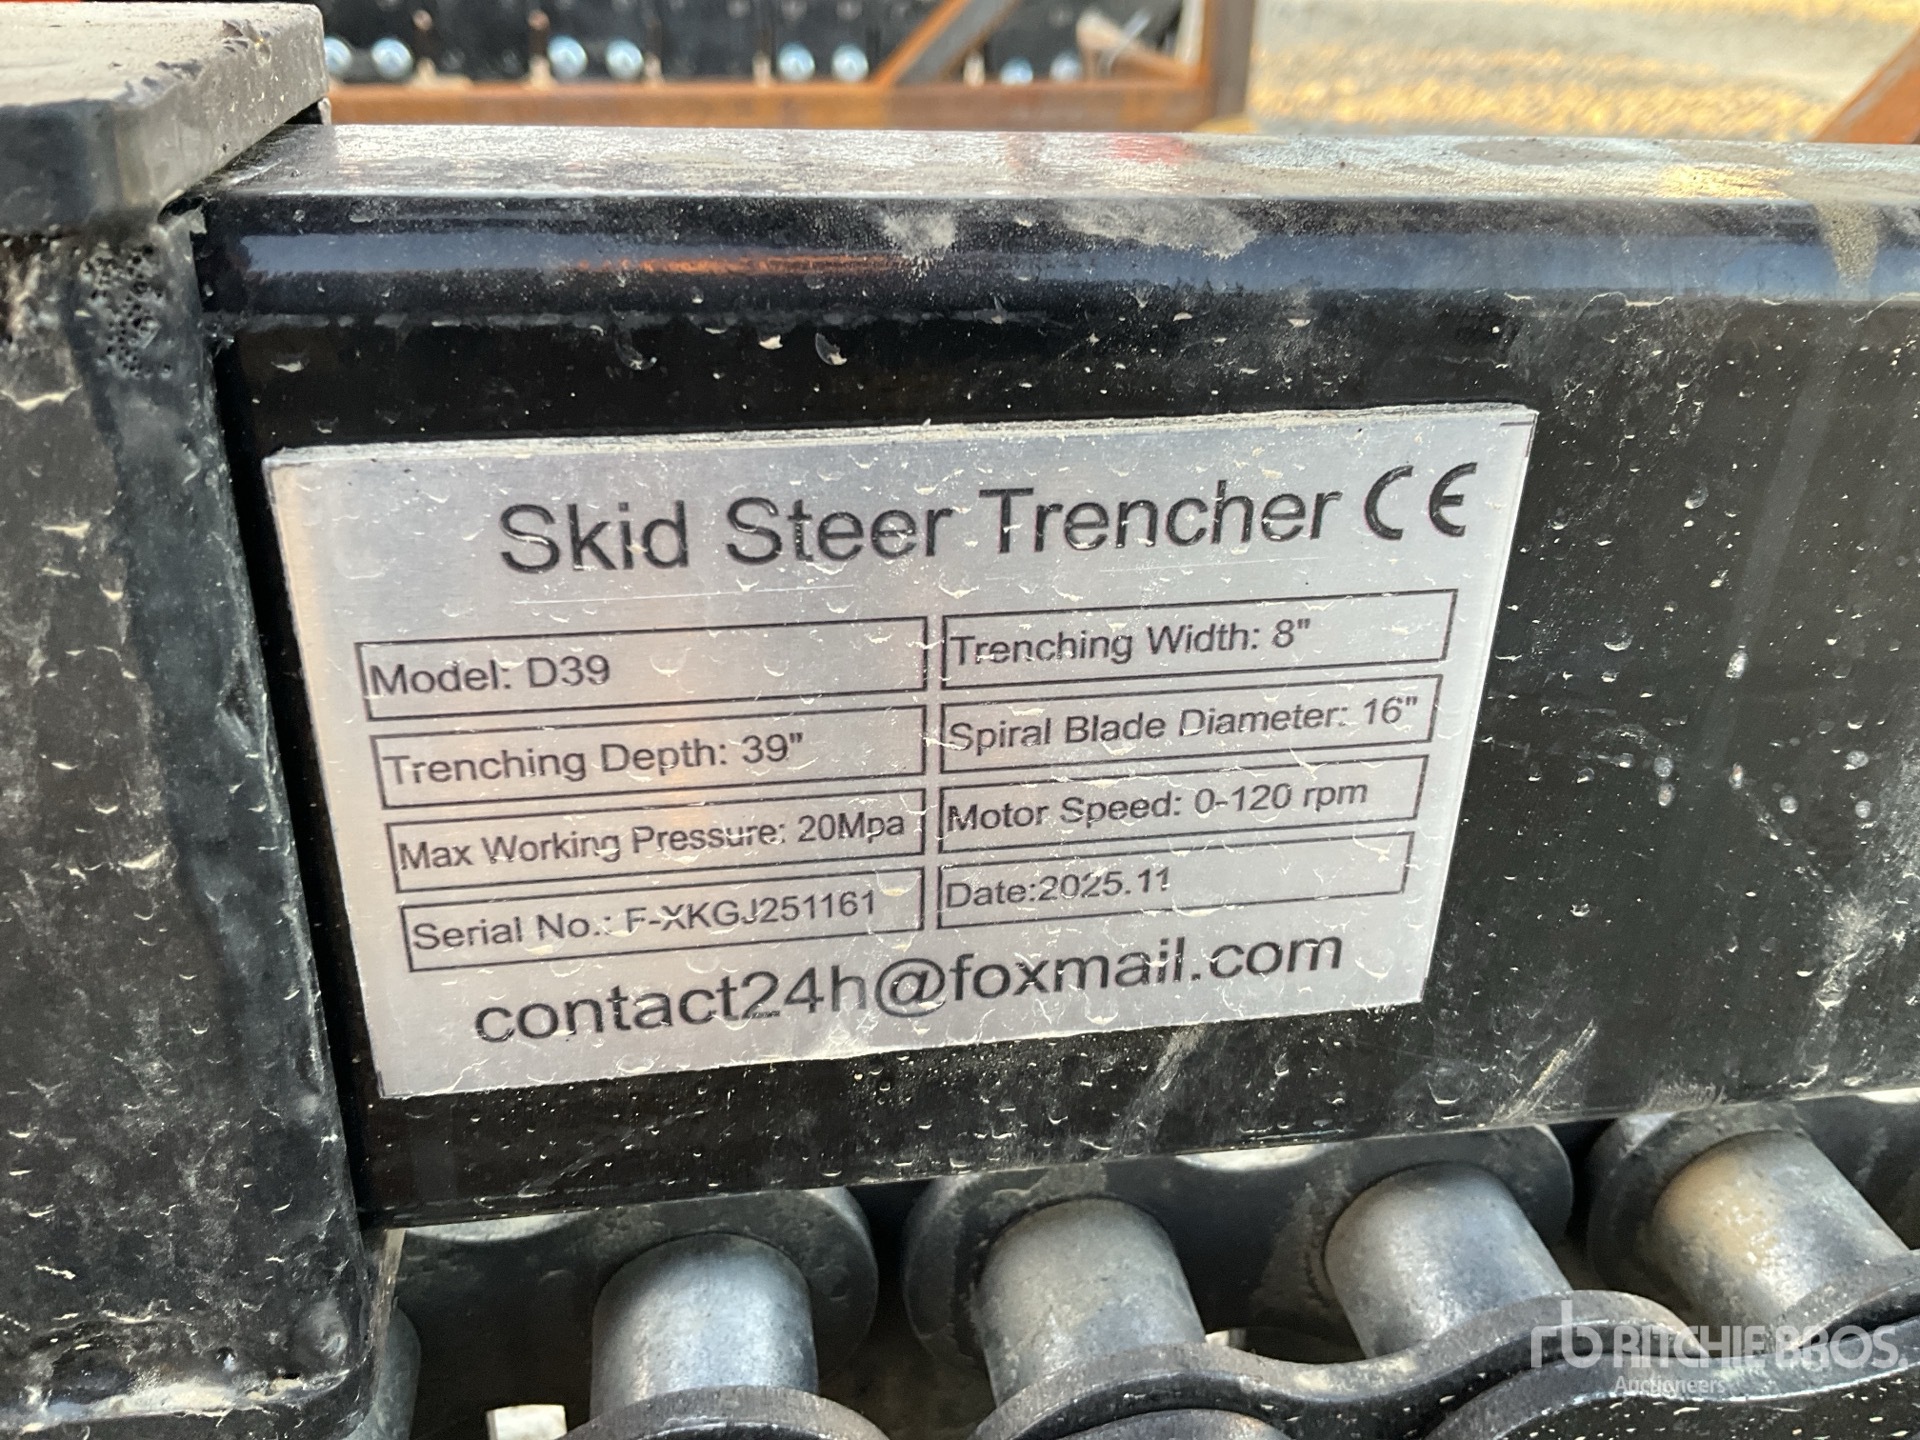 Skid Steer Trencher CE
Model: D39
Trenching Width: 8"
Trenching Depth: 39"
Spiral Blade Diameter: 16"
Max Working Pressure: 20Mpa
Motor Speed: 0-120 rpm
Serial No.: F-XKGJ251161
Date:2025.11
contact24h@foxmail.com
rb RITCHIE BROS.
Auctioneers